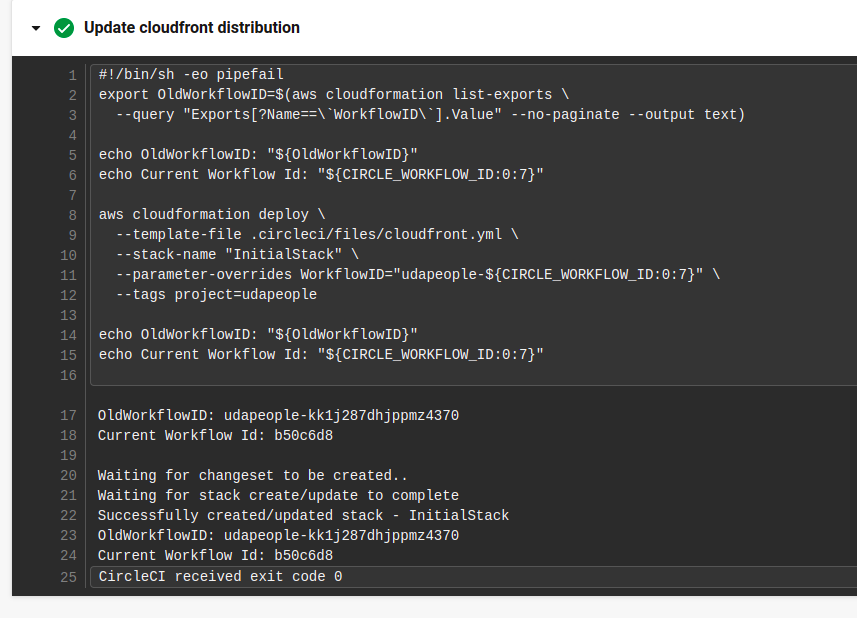 Update cloudfront distribution
1 #!/bin/sh -eo pipefail
2 export OldWorkflowID=$(aws cloudformation list-exports \
3   --query "Exports[?Name==\`WorkflowID\`].Value" --no-paginate --output text)
4
5 echo OldWorkflowID: "${OldWorkflowID}"
6 echo Current Workflow Id: "${CIRCLE_WORKFLOW_ID:0:7}"
7
8 aws cloudformation deploy \
9   --template-file .circleci/files/cloudfront.yml \
10   --stack-name "InitialStack" \
11   --parameter-overrides WorkflowID="udapeople-${CIRCLE_WORKFLOW_ID:0:7}" \
12   --tags project=udapeople
13
14 echo OldWorkflowID: "${OldWorkflowID}"
15 echo Current Workflow Id: "${CIRCLE_WORKFLOW_ID:0:7}"
16
17 OldWorkflowID: udapeople-kk1j287dhjppmz4370
18 Current Workflow Id: b50c6d8
19
20 Waiting for changeset to be created..
21 Waiting for stack create/update to complete
22 Successfully created/updated stack - InitialStack
23 OldWorkflowID: udapeople-kk1j287dhjppmz4370
24 Current Workflow Id: b50c6d8
25 CircleCI received exit code 0